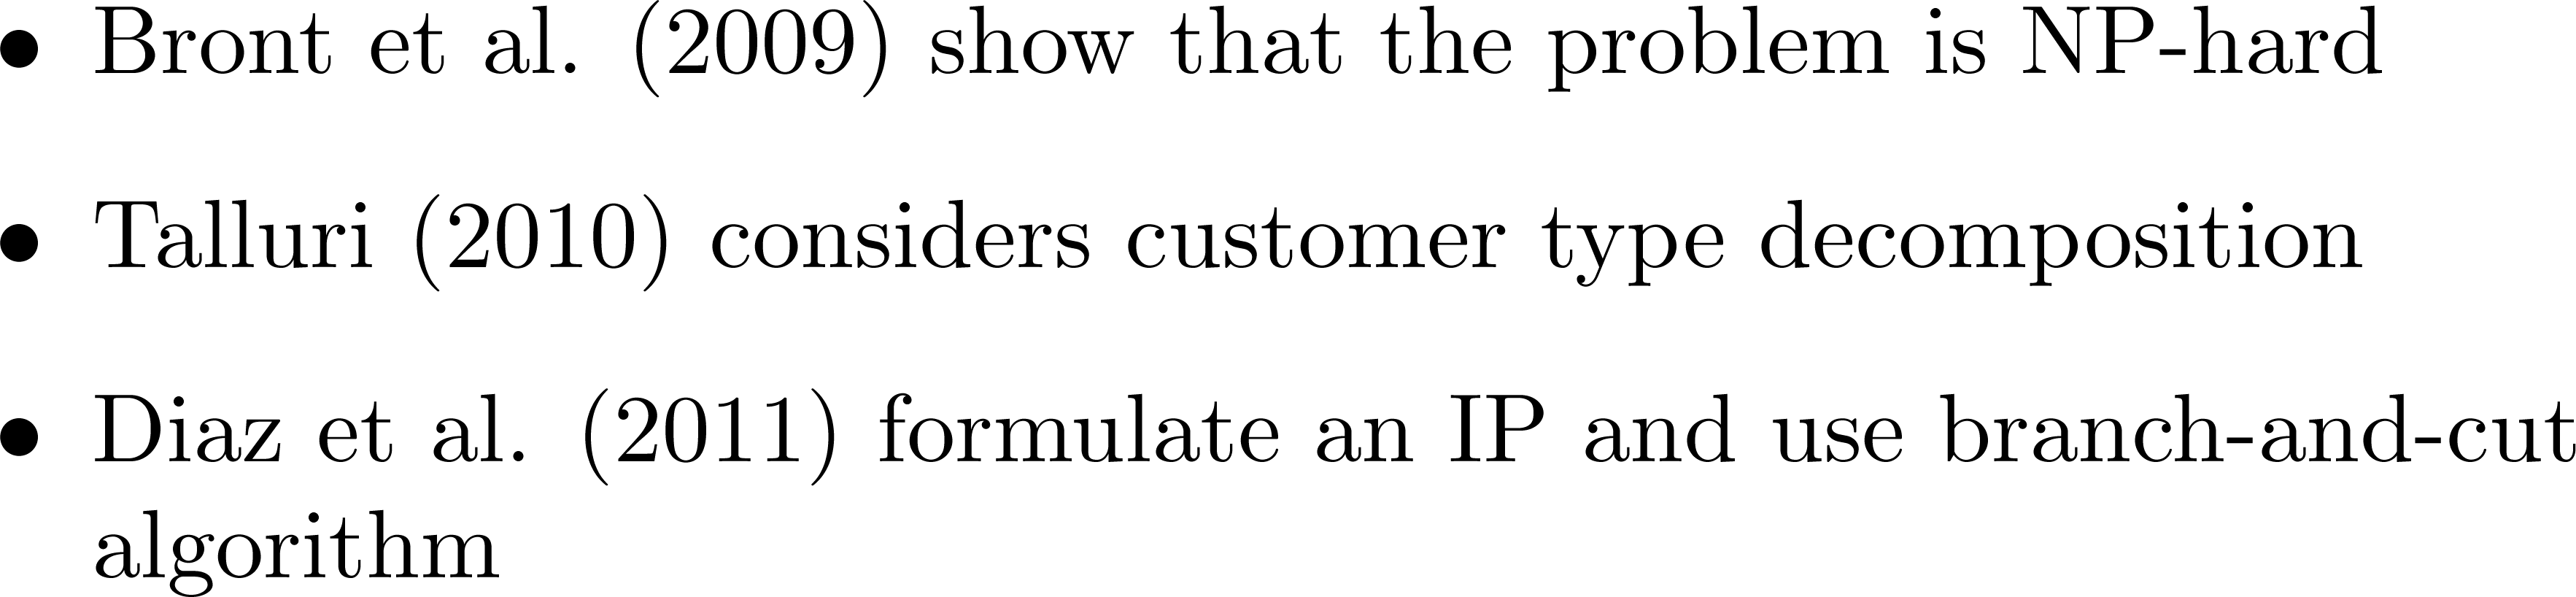 • Bront et al. (2009) show that the problem is NP-hard
• Talluri (2010) considers customer type decomposition
• Diaz et al. (2011) formulate an IP and use branch-and-cut
algorithm